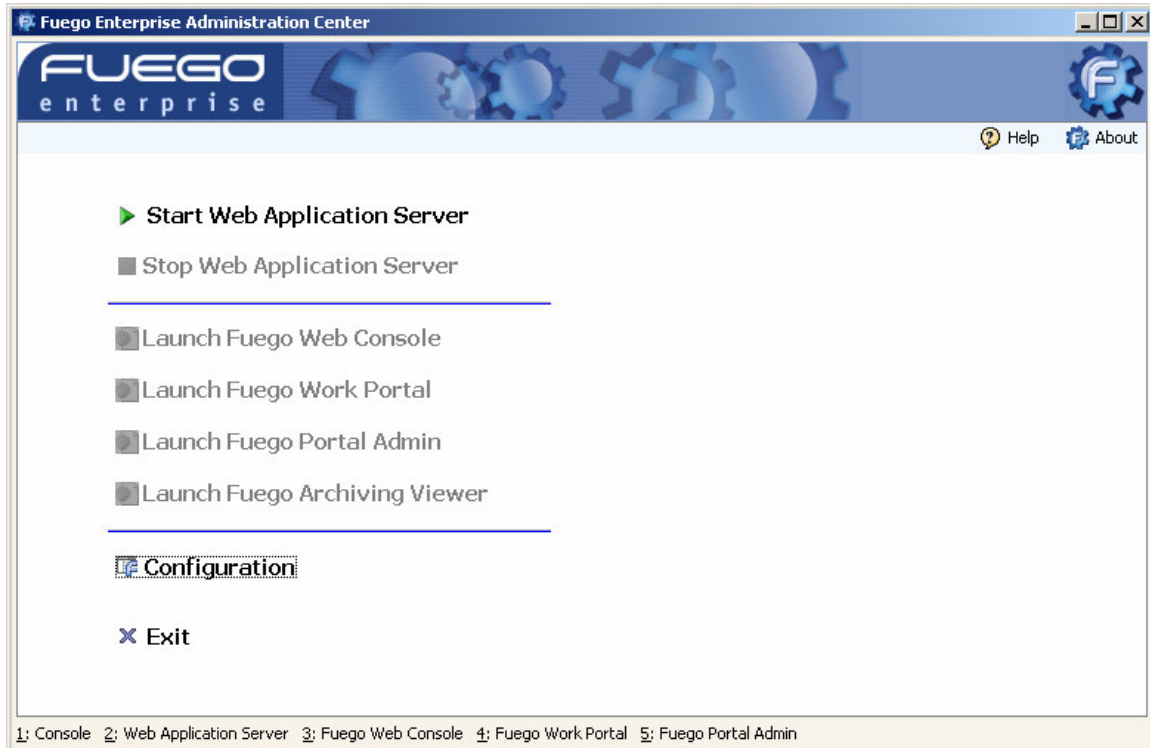 Fuego Enterprise Administration Center
FUEGO
enterprise
Help About
Start Web Application Server
Stop Web Application Server
Launch Fuego Web Console
Launch Fuego Work Portal
Launch Fuego Portal Admin
Launch Fuego Archiving Viewer
Configuration
Exit
1: Console 2: Web Application Server 3: Fuego Web Console 4: Fuego Work Portal 5: Fuego Portal Admin